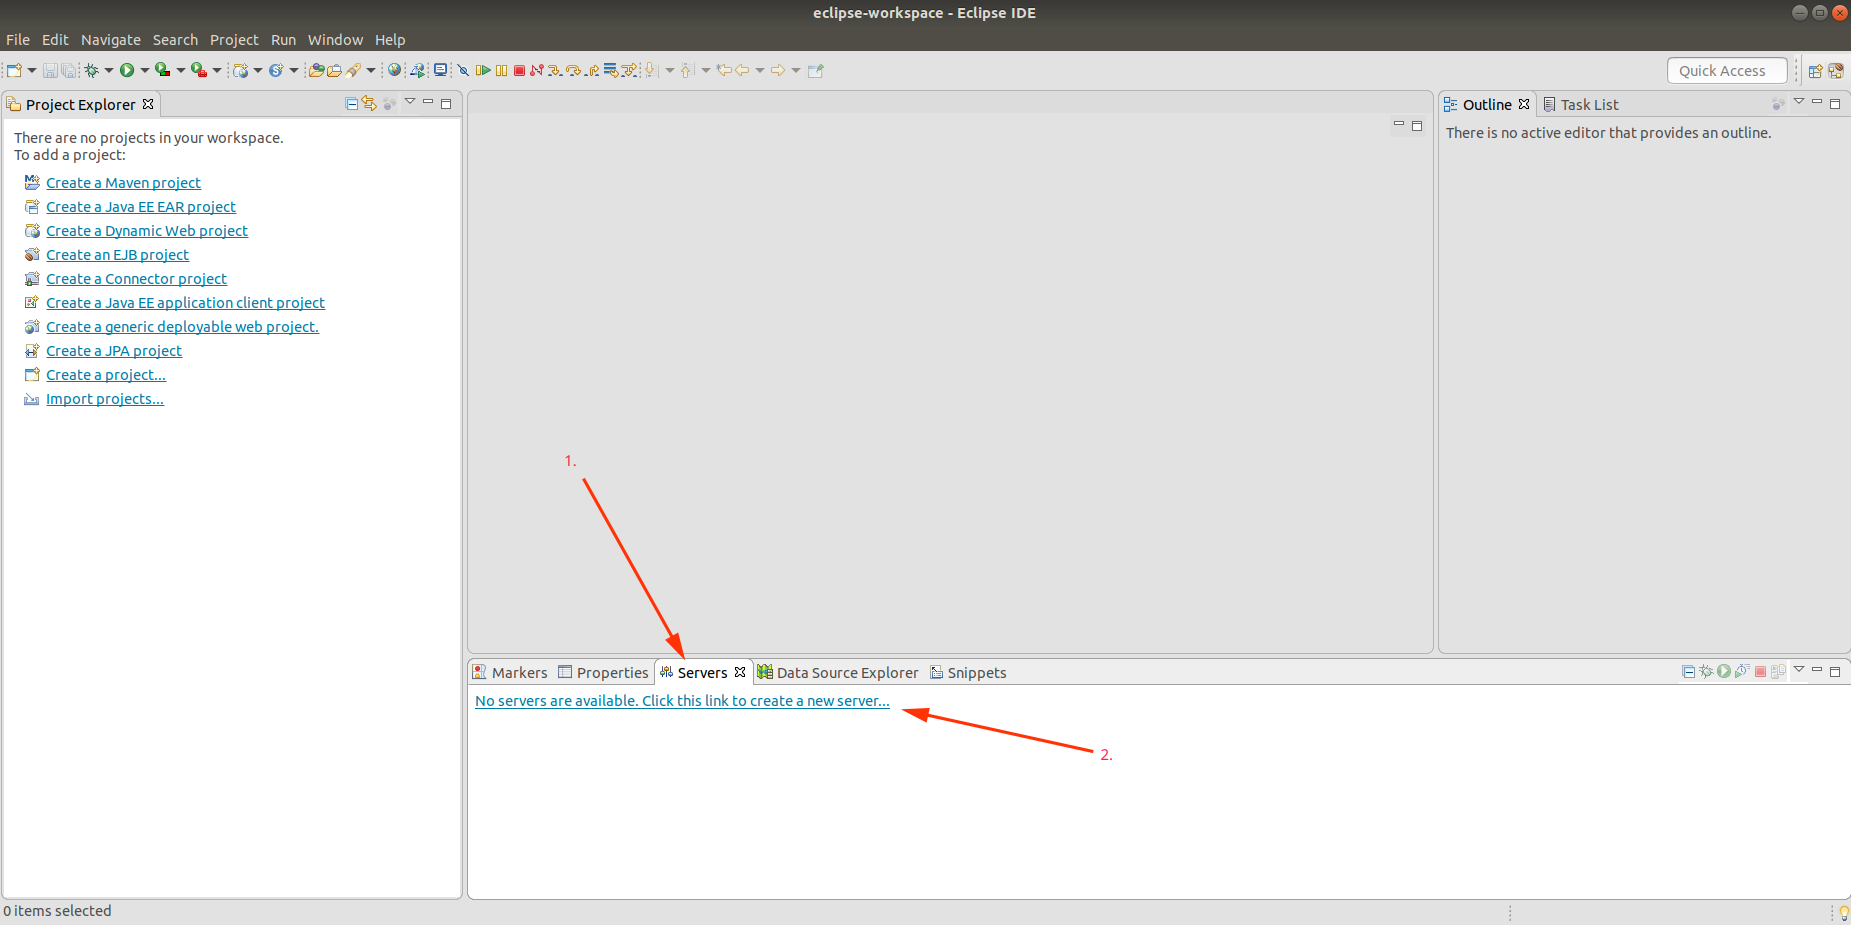 eclipse-workspace - Eclipse IDE
File Edit Navigate Search Project Run Window Help
Quick Access
Project Explorer
There are no projects in your workspace.
To add a project:
Create a Maven project
Create a Java EE EAR project
Create a Dynamic Web project
Create an EJB project
Create a Connector project
Create a Java EE application client project
Create a generic deployable web project.
Create a JPA project
Create a project...
Import projects...
Outline Task List
There is no active editor that provides an outline.
1.
Markers Properties Servers Data Source Explorer Snippets
No servers are available. Click this link to create a new server...
2.
0 items selected